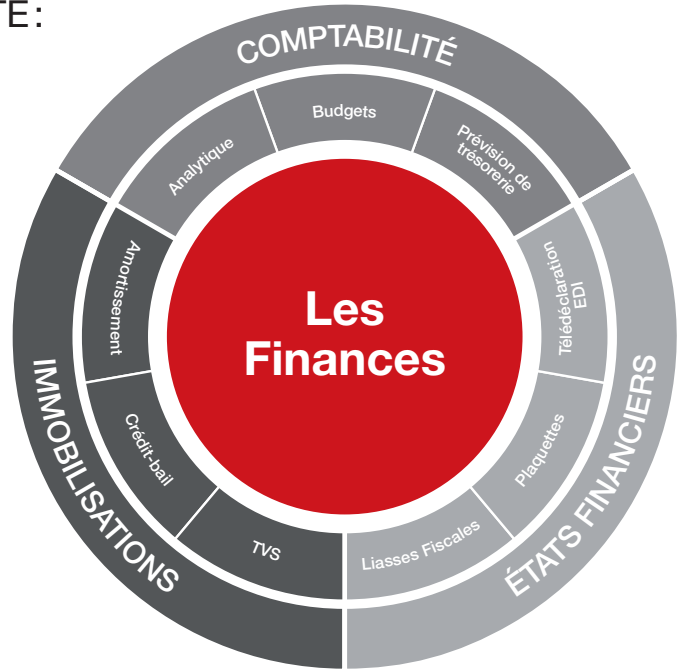 TE:
COMPTABILITÉ
Analytique
Budgets
Prévision de
trésorerie
Télédéclaration
EDI
Plaquettes
Liasses Fiscales
ÉTATS FINANCIERS
TVS
Crédit-bail
Amortissement
IMMOBILISATIONS
Les
Finances